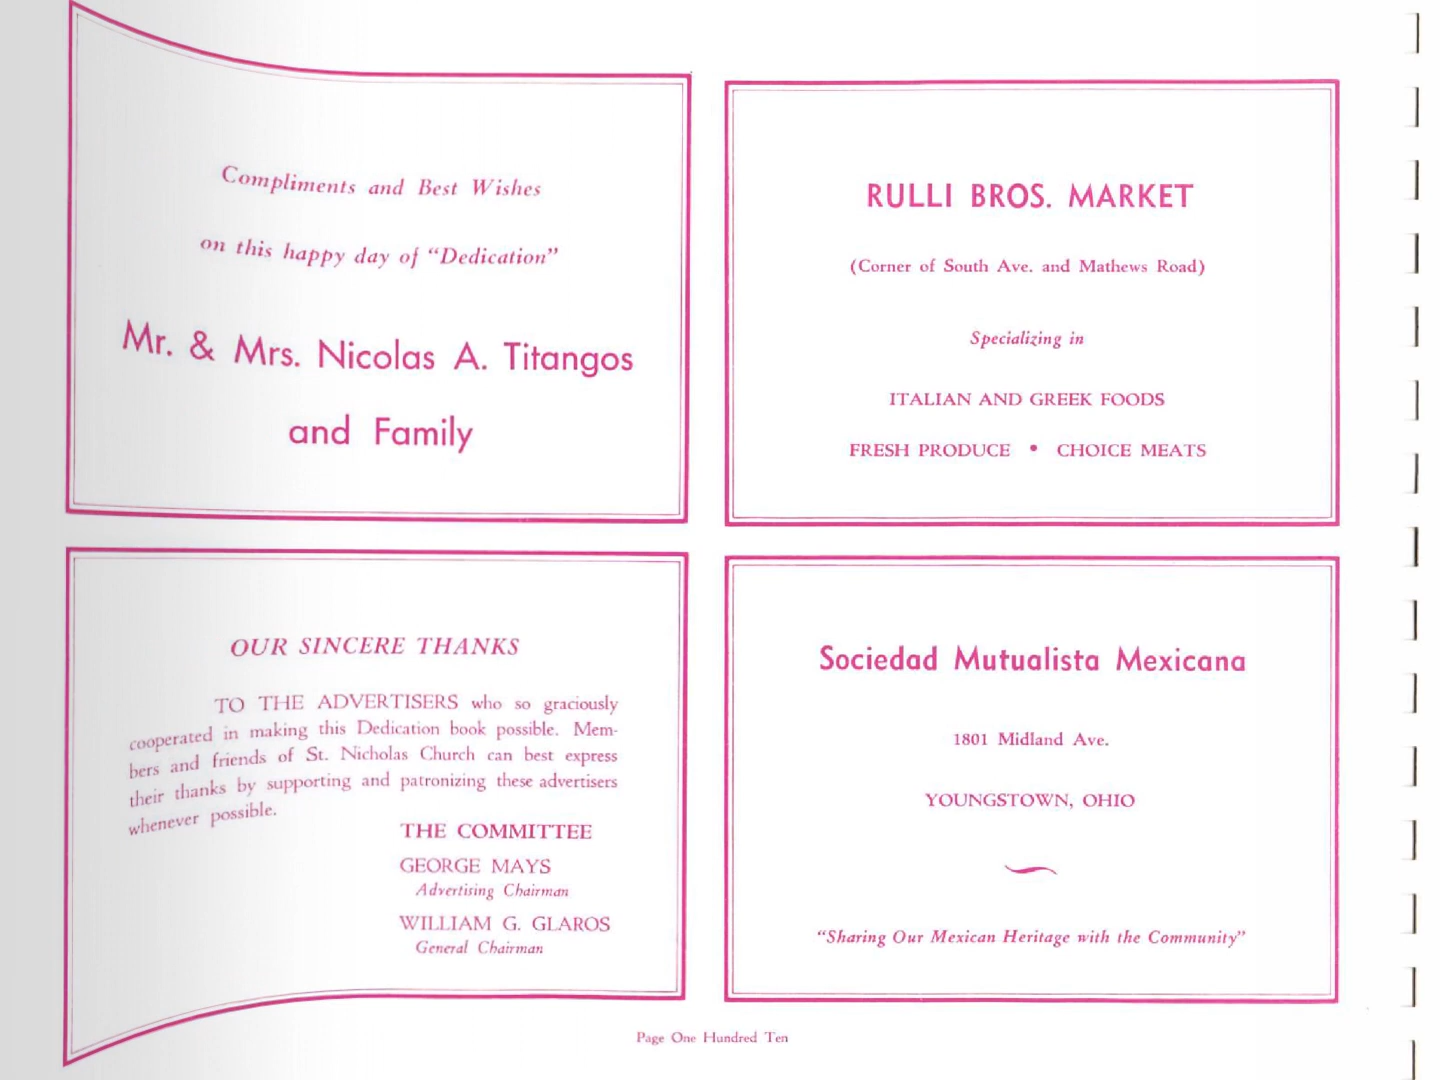 Compliments and Best Wishes
on this happy day of “Dedication”
Mr. & Mrs. Nicolas A. Titangos
and Family
RULLI BROS. MARKET
(Corner of South Ave. and Mathews Road)
Specializing in
ITALIAN AND GREEK FOODS
FRESH PRODUCE • CHOICE MEATS
OUR SINCERE THANKS
TO THE ADVERTISERS who so graciously
cooperated in making this Dedication book possible. Mem-
bers and friends of St. Nicholas Church can best express
their thanks by supporting and patronizing these advertisers
whenever possible.
THE COMMITTEE
GEORGE MAYS
Advertising Chairman
WILLIAM G. GLAROS
General Chairman
Sociedad Mutualista Mexicana
1801 Midland Ave.
YOUNGSTOWN, OHIO
“Sharing Our Mexican Heritage with the Community”
Page One Hundred Ten